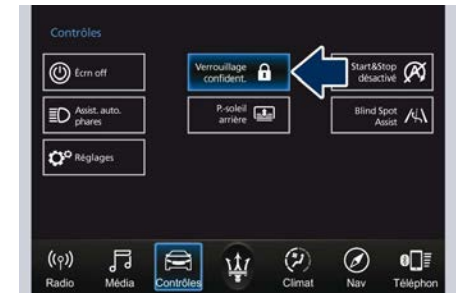 Contrôles
Écrn off
Verrouillage
confident.
Start&Stop
désactivé
Assist. auto.
phares
P.-soleil
arrière
Blind Spot
Assist
Réglages
Radio Média Contrôles Climat Nav Téléphon